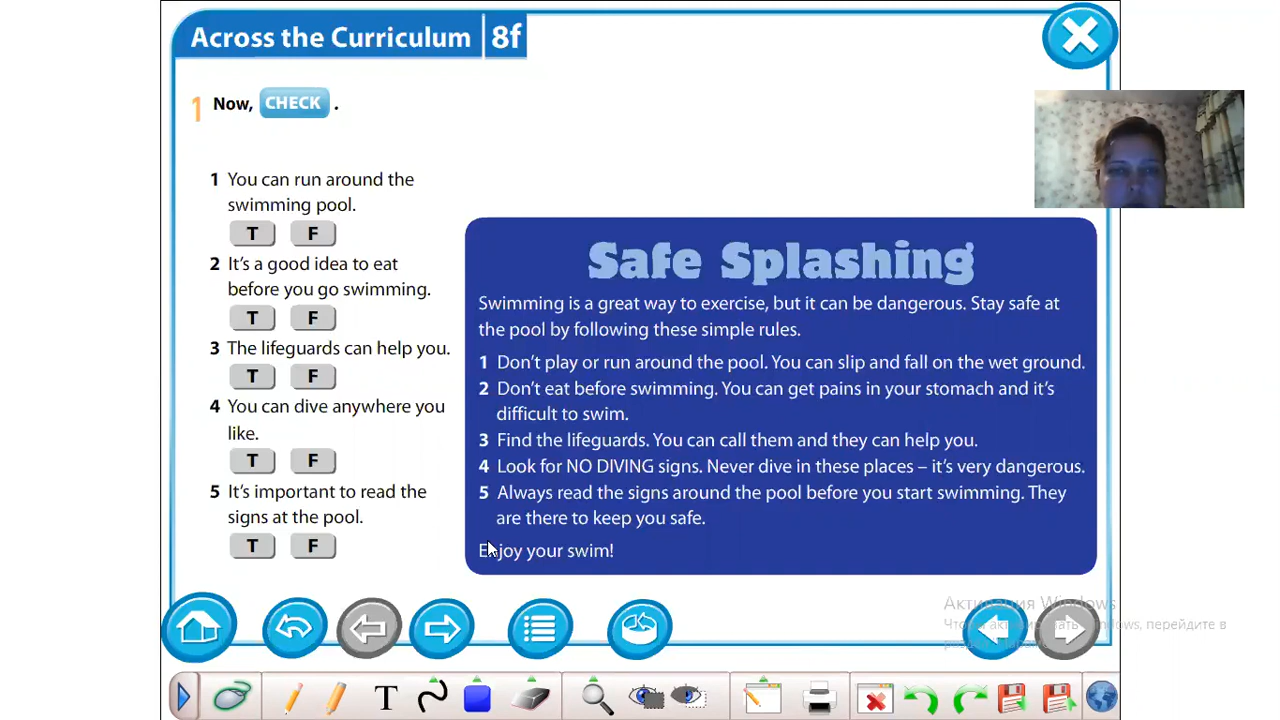 Across the Curriculum 8f
1 Now, CHECK .
1 You can run around the
swimming pool.
T F
2 It's a good idea to eat
before you go swimming.
T F
3 The lifeguards can help you.
T F
4 You can dive anywhere you
like.
T F
5 It's important to read the
signs at the pool.
T F
Safe Splashing
Swimming is a great way to exercise, but it can be dangerous. Stay safe at
the pool by following these simple rules.
1 Don't play or run around the pool. You can slip and fall on the wet ground.
2 Don't eat before swimming. You can get pains in your stomach and it's
difficult to swim.
3 Find the lifeguards. You can call them and they can help you.
4 Look for NO DIVING signs. Never dive in these places – it's very dangerous.
5 Always read the signs around the pool before you start swimming. They
are there to keep you safe.
Enjoy your swim!
Активация Windows
Windows, перейдите в
T